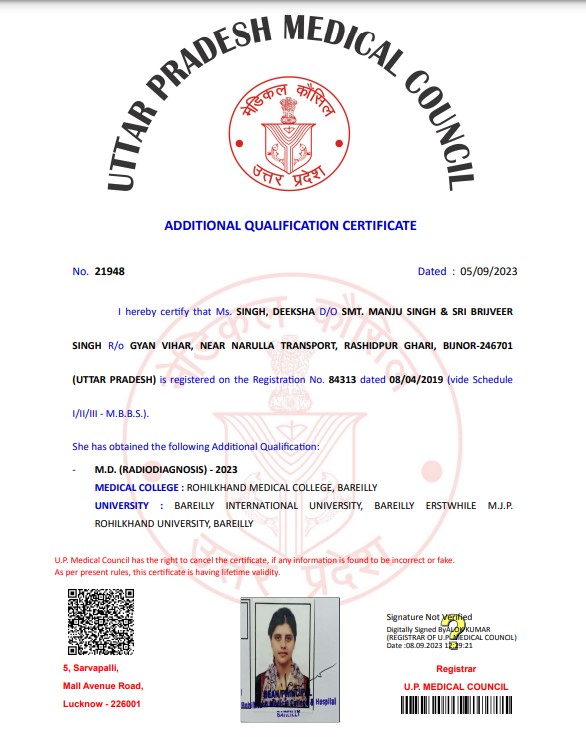 UTTAR PRADESH MEDICAL COUNCIL
मेडिकल कौंसिल
उत्तर प्रदेश
ADDITIONAL QUALIFICATION CERTIFICATE
No. 21948
Dated : 05/09/2023
I hereby certify that Ms. SINGH, DEEKSHA D/O SMT. MANJU SINGH & SRI BRIJVEER
SINGH R/o GYAN VIHAR, NEAR NARULLA TRANSPORT, RASHIDPUR GHARI, BIJNOR-246701
(UTTAR PRADESH) is registered on the Registration No. 84313 dated 08/04/2019 (vide Schedule
I/II/III - M.B.B.S.).
She has obtained the following Additional Qualification:
- M.D. (RADIODIAGNOSIS) - 2023
MEDICAL COLLEGE : ROHILKHAND MEDICAL COLLEGE, BAREILLY
UNIVERSITY : BAREILLY INTERNATIONAL UNIVERSITY, BAREILLY ERSTWHILE M.J.P.
ROHILKHAND UNIVERSITY, BAREILLY
मेडिकल कौंसिल
उत्तर प्रदेश
U.P. Medical Council has the right to cancel the certificate, if any information is found to be incorrect or fake.
As per present rules, this certificate is having lifetime validity.
5, Sarvapalli,
Mall Avenue Road,
Lucknow - 226001
DEAN/PRINCIPAL
Medical College & Hospital
BAREILLY
Signature Not Verified
?
Digitally Signed By ALOK KUMAR
(REGISTRAR OF U.P. MEDICAL COUNCIL)
Date :08.09.2023 12:29:21
Registrar
U.P. MEDICAL COUNCIL